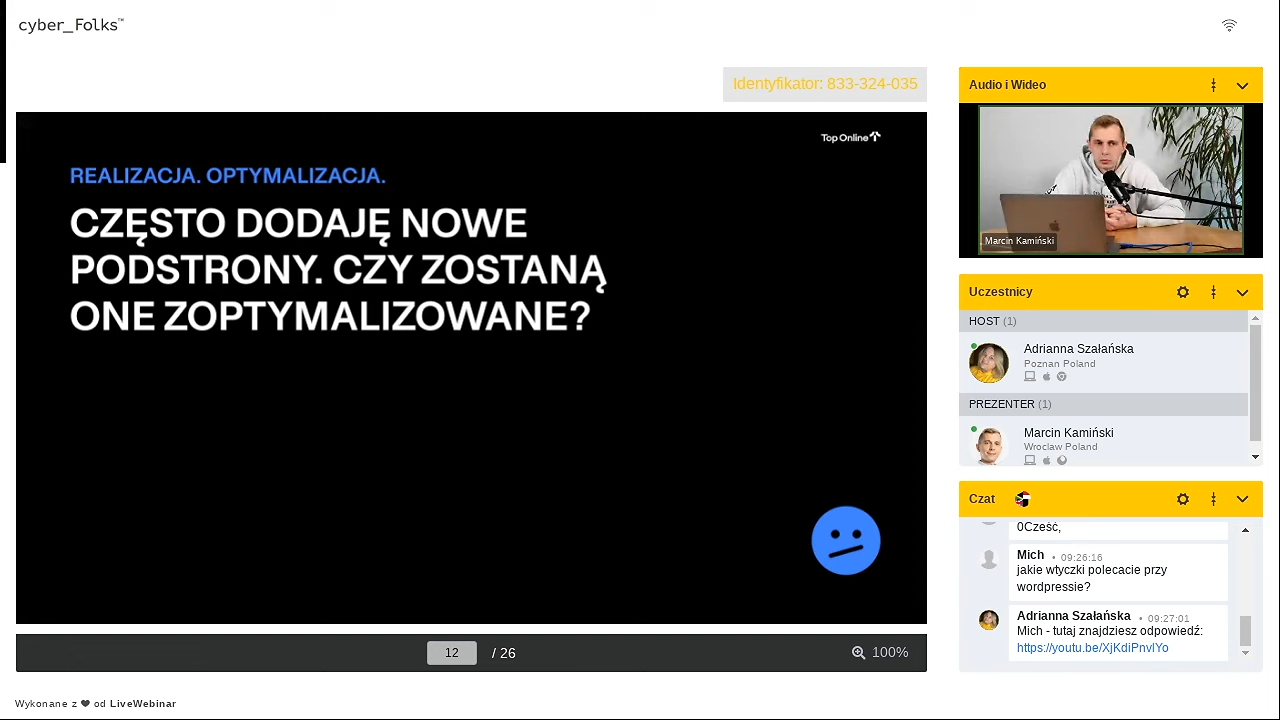 cyber_Folks™
Identyfikator: 833-324-035
Top Online
REALIZACJA. OPTYMALIZACJA.
CZĘSTO DODAJĘ NOWE
PODSTRONY. CZY ZOSTANĄ
ONE ZOPTYMALIZOWANE?
12 / 26
100%
Audio i Wideo
Marcin Kamiński
Uczestnicy
HOST (1)
Adrianna Szałańska
Poznan Poland
PREZENTER (1)
Marcin Kamiński
Wroclaw Poland
Czat
0Cześć,
Mich • 09:26:16
jakie wtyczki polecacie przy
wordpressie?
Adrianna Szałańska • 09:27:01
Mich - tutaj znajdziesz odpowiedź:
https://youtu.be/XjKdiPnvlYo
Wykonane z ❤ od LiveWebinar